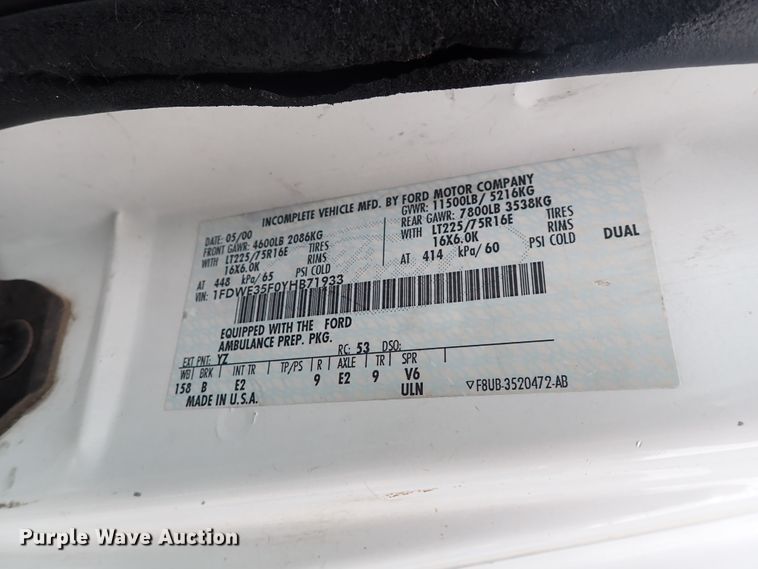 INCOMPLETE VEHICLE MFD. BY FORD MOTOR COMPANY
DATE: 05/00 GVWR: 11500LB/ 5216KG
FRONT GAWR: 4600LB 2086KG REAR GAWR: 7800LB 3538KG
WITH LT225/75R16E TIRES WITH LT225/75R16E TIRES
16X6.0K RINS 16X6.0K RINS
AT 448 kPa/65 PSI COLD AT 414 kPa/60 PSI COLD DUAL
VIN: 1FDWE35F0YHB71933
EQUIPPED WITH THE FORD
AMBULANCE PREP. PKG.
EXT PNT: YZ RC: 53 DSO:
WB BRK INT TR TP/PS R AXLE TR SPR
158 B E2 9 E2 9 V6
MADE IN U.S.A. ULN ▽F8UB-3520472-AB
Purple Wave Auction